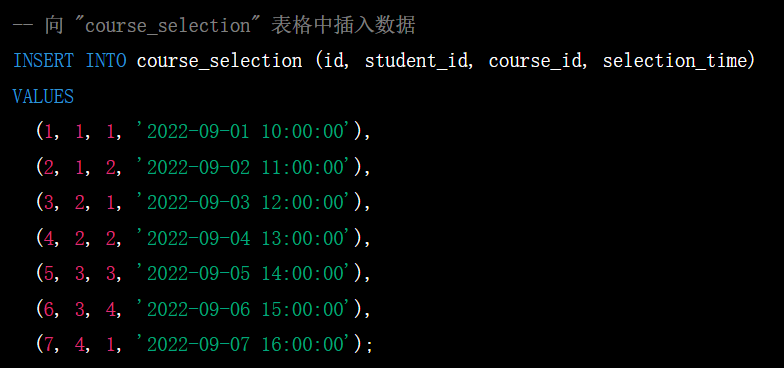 -- 向 "course_selection" 表格中插入数据
INSERT INTO course_selection (id, student_id, course_id, selection_time)
VALUES
(1, 1, 1, '2022-09-01 10:00:00'),
(2, 1, 2, '2022-09-02 11:00:00'),
(3, 2, 1, '2022-09-03 12:00:00'),
(4, 2, 2, '2022-09-04 13:00:00'),
(5, 3, 3, '2022-09-05 14:00:00'),
(6, 3, 4, '2022-09-06 15:00:00'),
(7, 4, 1, '2022-09-07 16:00:00');